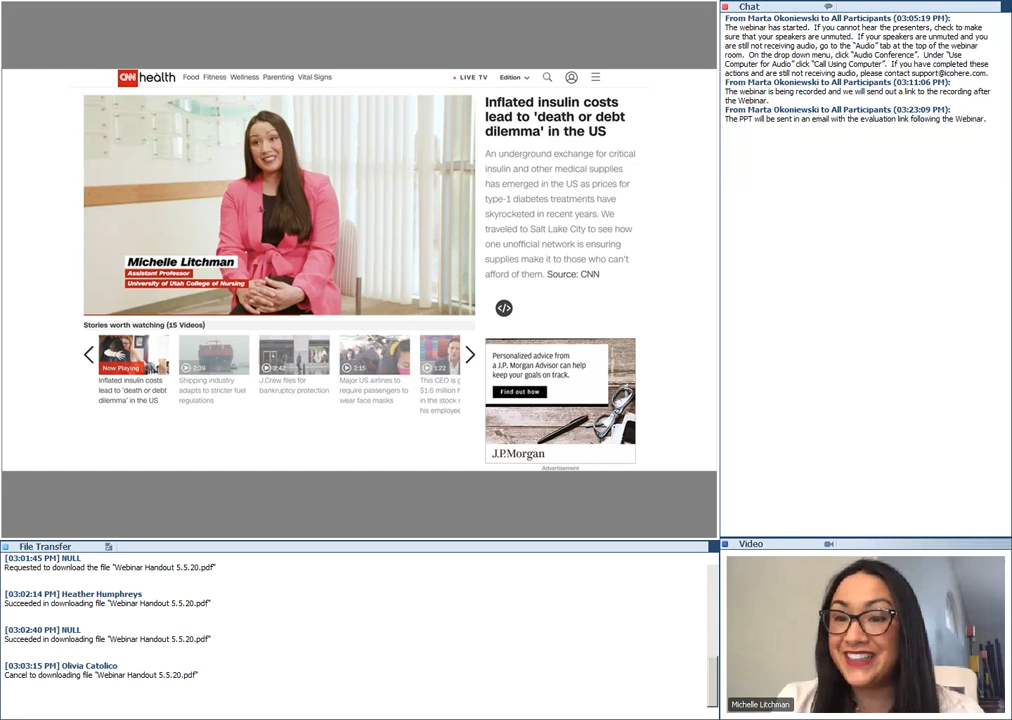 CNN health Food Fitness Wellness Parenting Vital Signs
LIVE TV Edition
Michelle Litchman
Assistant Professor
University of Utah College of Nursing
Inflated insulin costs
lead to 'death or debt
dilemma' in the US
An underground exchange for critical
insulin and other medical supplies
has emerged in the US as prices for
type-1 diabetes treatments have
skyrocketed in recent years. We
traveled to Salt Lake City to see how
one unofficial network is ensuring
supplies make it to those who can't
afford of them. Source: CNN
</>
Stories worth watching (15 Videos)
Now Playing
Inflated insulin costs
lead to 'death or debt
dilemma' in the US
2:39
Shipping industry
adapts to stricter fuel
regulations
2:42
J.Crew files for
bankruptcy protection
2:15
Major US airlines to
require passengers to
wear face masks
1:22
This CEO is g
$1.6 million h
in the stock r
his employee
Personalized advice from
a J.P. Morgan Advisor can help
keep your goals on track.
Find out how
J.P.Morgan
Advertisement
Chat
From Marta Okoniewski to All Participants (03:05:19 PM):
The webinar has started. If you cannot hear the presenters, check to make
sure that your speakers are unmuted. If your speakers are unmuted and you
are still not receiving audio, go to the "Audio" tab at the top of the webinar
room. On the drop down menu, click "Audio Conference". Under "Use
Computer for Audio" click "Call Using Computer". If you have completed these
actions and are still not receiving audio, please contact support@icohere.com.
From Marta Okoniewski to All Participants (03:11:06 PM):
The webinar is being recorded and we will send out a link to the recording after
the Webinar.
From Marta Okoniewski to All Participants (03:23:09 PM):
The PPT will be sent in an email with the evaluation link following the Webinar.
File Transfer
[03:01:45 PM] NULL
Requested to download the file "Webinar Handout 5.5.20.pdf"
[03:02:14 PM] Heather Humphreys
Succeeded in downloading file "Webinar Handout 5.5.20.pdf"
[03:02:40 PM] NULL
Succeeded in downloading file "Webinar Handout 5.5.20.pdf"
[03:03:15 PM] Olivia Catolico
Cancel to downloading file "Webinar Handout 5.5.20.pdf"
Video
Michelle Litchman